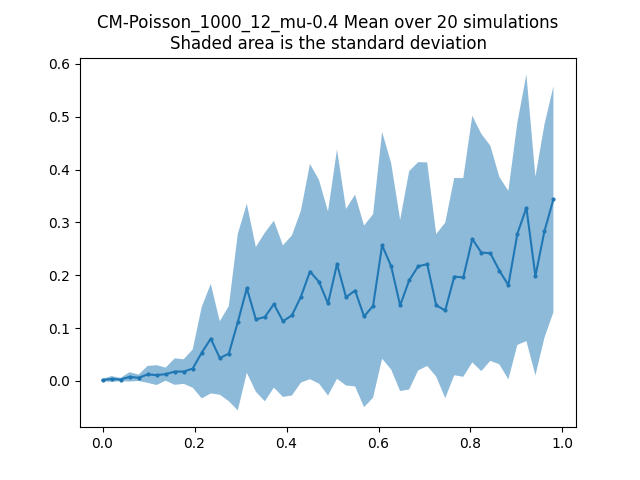 CM-Poisson_1000_12_mu-0.4 Mean over 20 simulations
Shaded area is the standard deviation
0.6
0.5
0.4
0.3
0.2
0.1
0.0
0.0 0.2 0.4 0.6 0.8 1.0